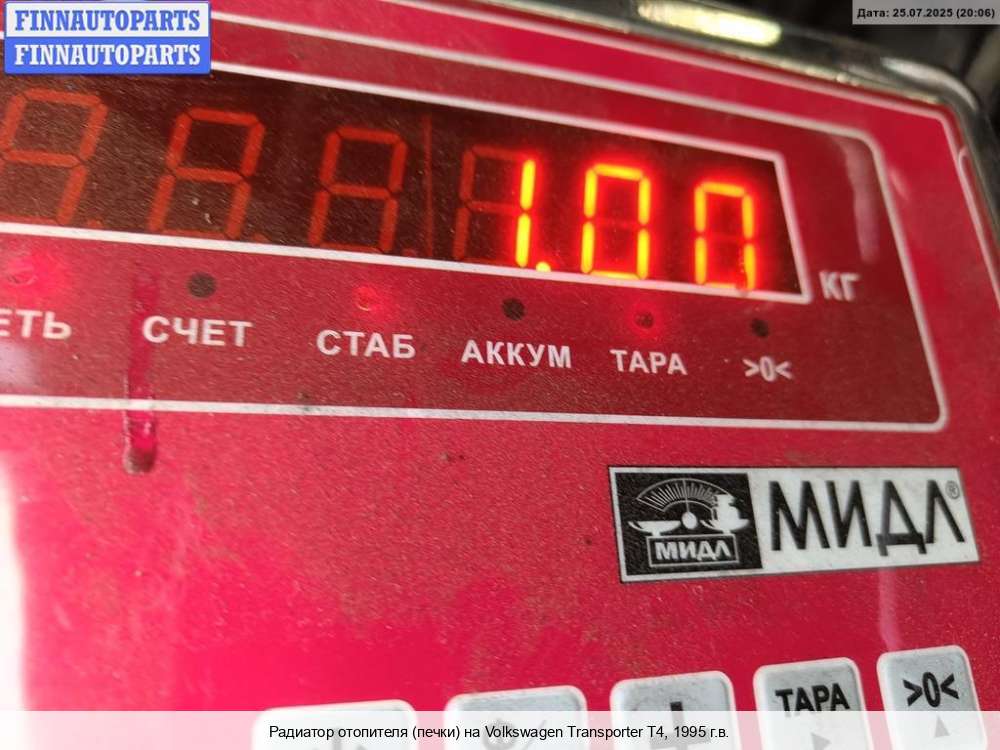 FINNAUTOPARTS
FINNAUTOPARTS
Дата: 25.07.2025 (20:06)
1.00
КГ
ЕТЬ СЧЕТ СТАБ АККУМ ТАРА >0<
МИДЛ МИДЛ®
+ ТАРА >0<
Радиатор отопителя (печки) на Volkswagen Transporter T4, 1995 г.в.